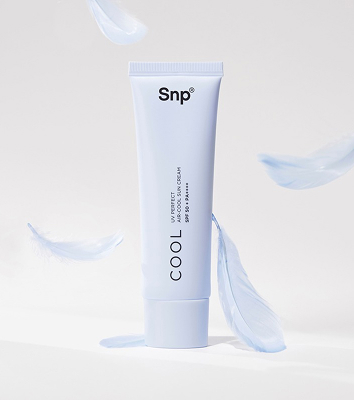 Snp®
COOL
UV PERFECT
AIR-COOL SUN CREAM
SPF 50+ PA++++